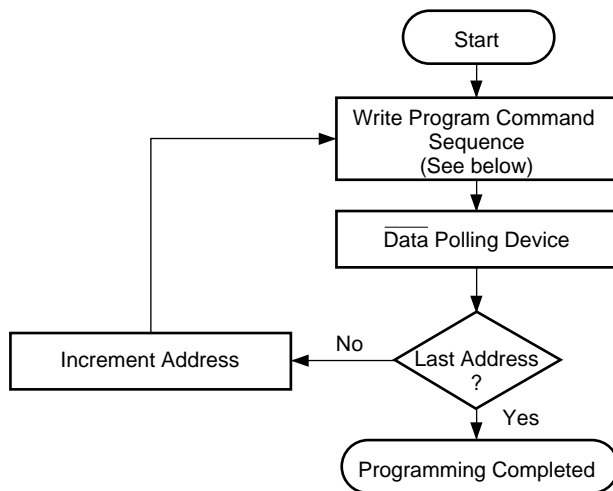 Start
Write Program Command
Sequence
(See below)
Data Polling Device
Increment Address
No
Last Address
?
Yes
Programming Completed